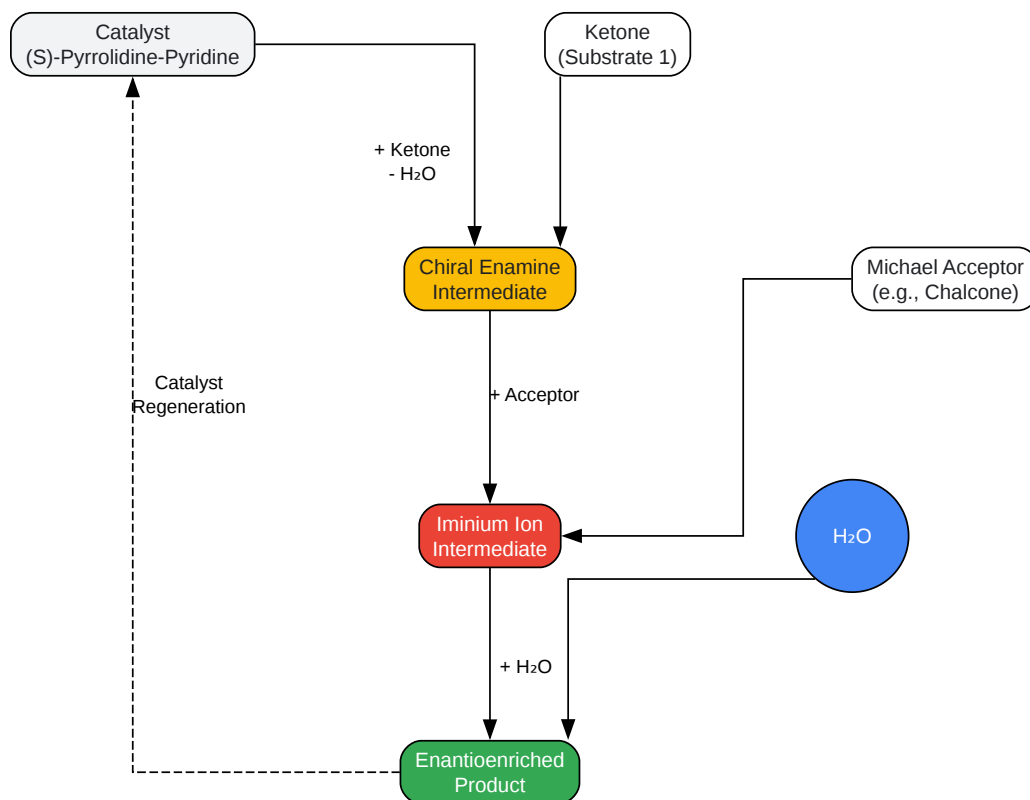 Catalyst
(S)-Pyrrolidine-Pyridine
Ketone
(Substrate 1)
+ Ketone
- H₂O
Chiral Enamine
Intermediate
Michael Acceptor
(e.g., Chalcone)
Catalyst
Regeneration
+ Acceptor
Iminium Ion
Intermediate
H₂O
+ H₂O
Enantioenriched
Product